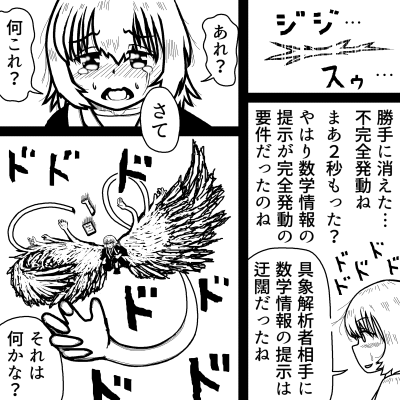 ジジ…
スゥ…
勝手に消えた…
不完全発動ね
まあ2秒もった？
やはり数学情報の
提示が完全発動の
要件だったのね
ドドドド
具象解析者相手に
数学情報の提示は
迂闊だったね
あれ？
何これ？
さて
ドドド
ドドド
それは
何かな？